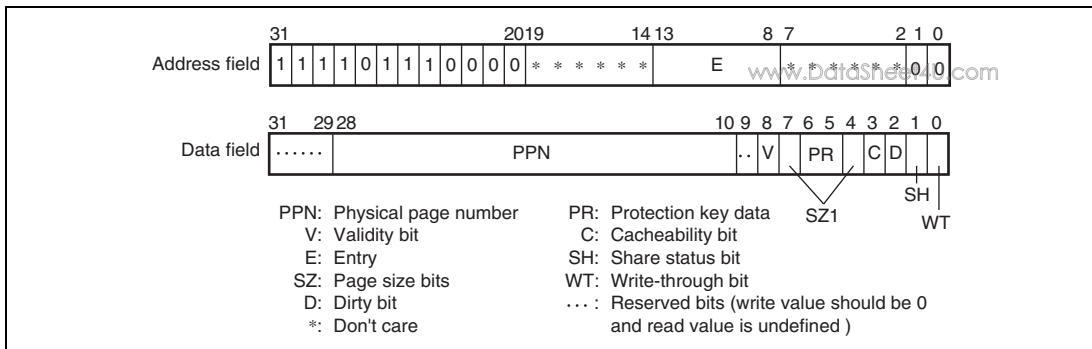 31 20 19 14 13 8 7 2 1 0
Address field 1 1 1 1 0 1 1 1 0 0 0 0 * * * * * * E * * * * * * 0 0
www.DataSheet4U.com
31 29 28 10 9 8 7 6 5 4 3 2 1 0
Data field ...... PPN .. V PR C D
SZ1 SH WT
PPN: Physical page number PR: Protection key data
V: Validity bit C: Cacheability bit
E: Entry SH: Share status bit
SZ: Page size bits WT: Write-through bit
D: Dirty bit ... : Reserved bits (write value should be 0
*: Don't care and read value is undefined )